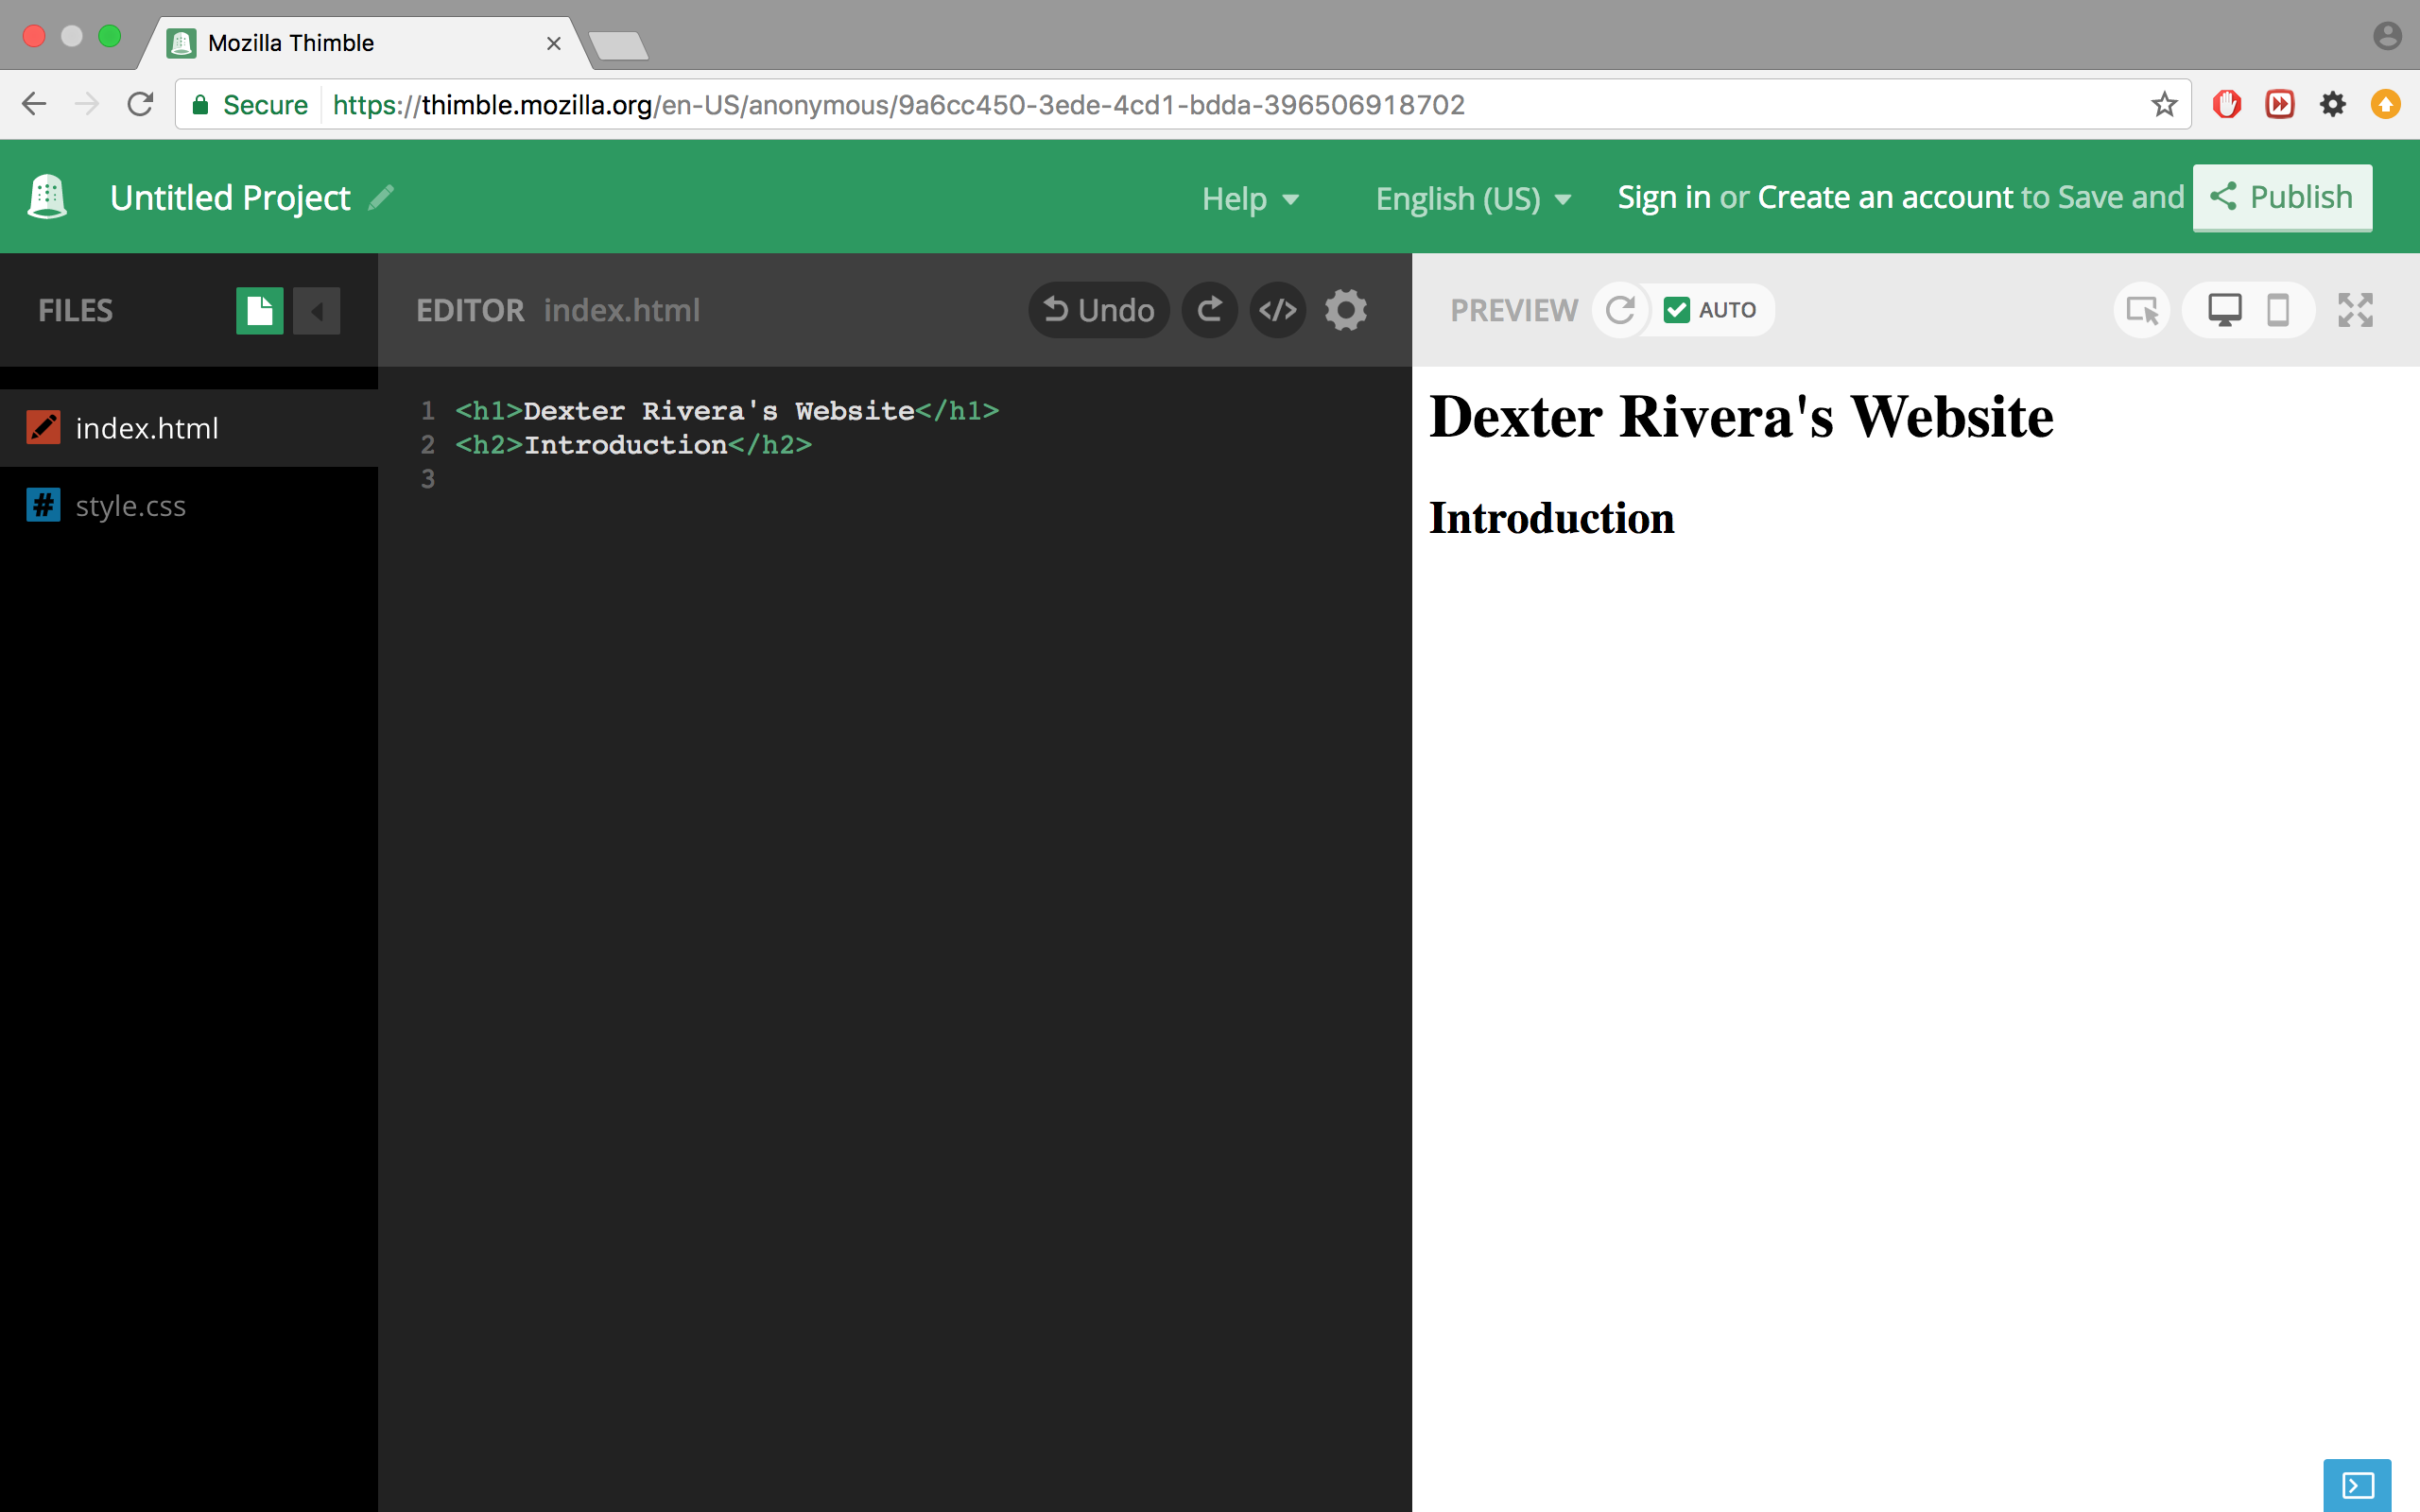 Mozilla Thimble
Secure https://thimble.mozilla.org/en-US/anonymous/9a6cc450-3ede-4cd1-bdda-396506918702
Untitled Project Help English (US) Sign in or Create an account to Save and Publish
FILES EDITOR index.html Undo </> PREVIEW AUTO
index.html
# style.css
1 <h1>Dexter Rivera's Website</h1>
2 <h2>Introduction</h2>
3
Dexter Rivera's Website
Introduction